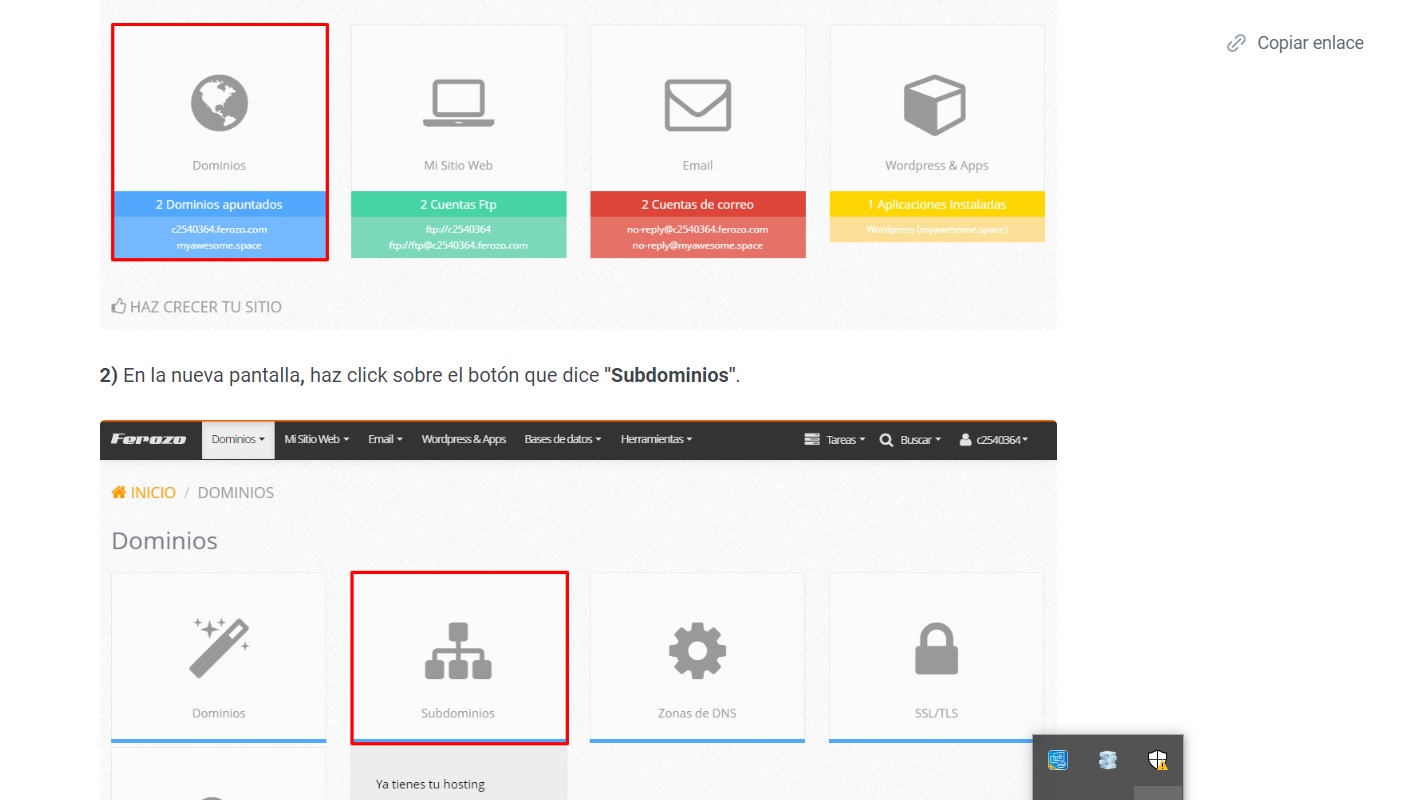 Copiar enlace
Dominios
Mi Sitio Web
Email
Wordpress & Apps
2 Dominios apuntados
2 Cuentas Ftp
2 Cuentas de correo
1 Aplicaciones Instaladas
c2540364.ferozo.com
ftp://c2540364
no-reply@c2540364.ferozo.com
Wordpress (myawesome.space)
myawesome.space
ftp://ftp@c2540364.ferozo.com
no-reply@myawesome.space
HAZ CRECER TU SITIO
2) En la nueva pantalla, haz click sobre el botón que dice "Subdominios".
Ferozo Dominios Mi Sitio Web Email Wordpress & Apps Bases de datos Herramientas Tareas Buscar c2540364
INICIO / DOMINIOS
Dominios
Dominios
Subdominios
Zonas de DNS
SSL/TLS
Ya tienes tu hosting